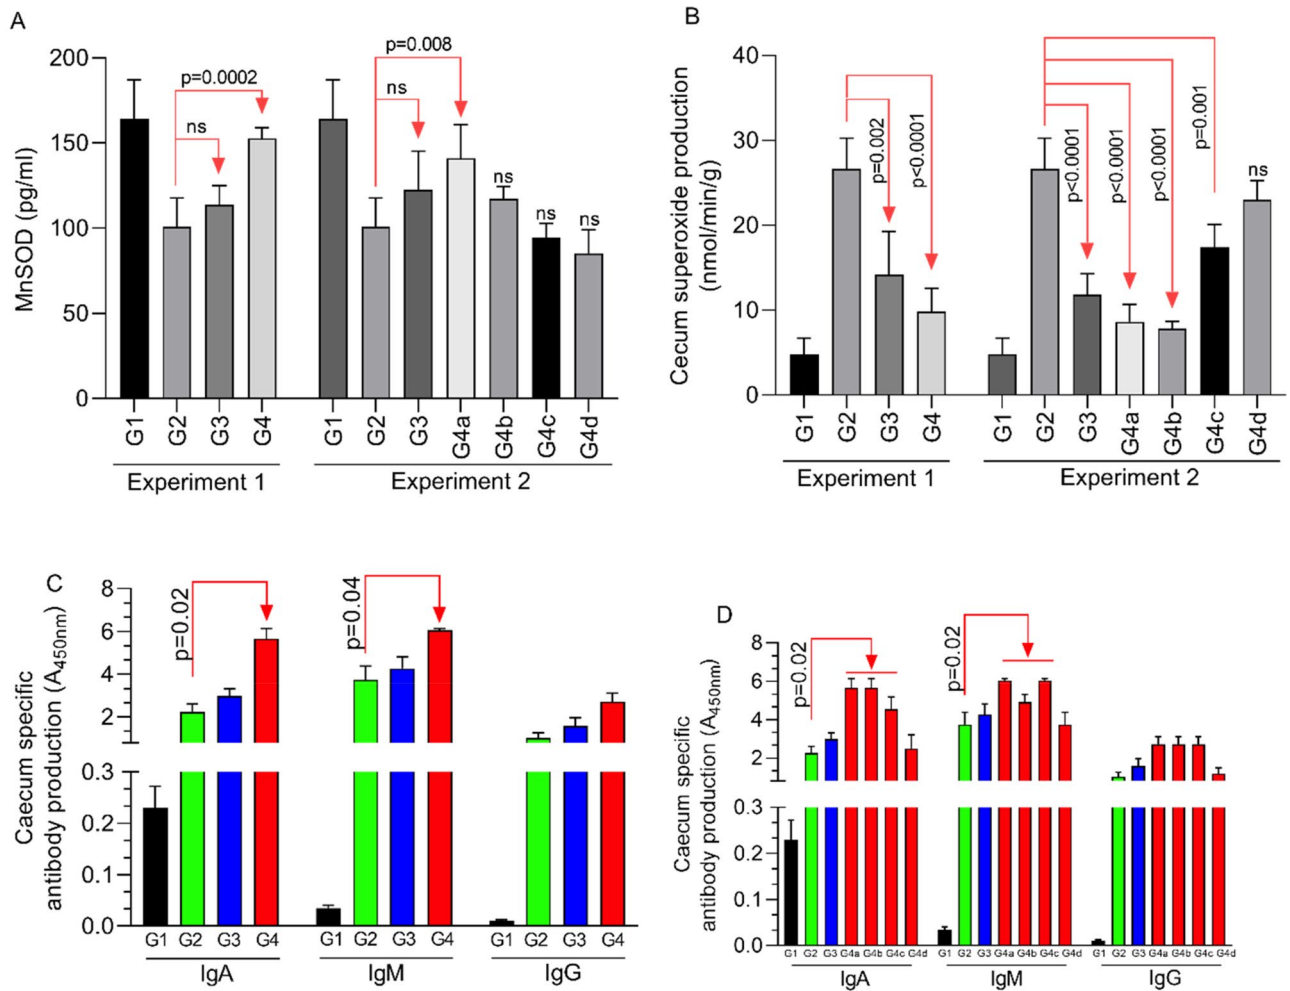 A
MnSOD (pg/ml)
200
150
100
50
0
p=0.0002
ns
p=0.008
ns
ns
ns
ns
G1 G2 G3 G4 G1 G2 G3 G4a G4b G4c G4d
Experiment 1 Experiment 2
B
Cecum superoxide production
(nmol/min/g)
40
30
20
10
0
p=0.002
p<0.0001
p<0.0001
p<0.0001
p<0.0001
p=0.001
ns
G1 G2 G3 G4 G1 G2 G3 G4a G4b G4c G4d
Experiment 1 Experiment 2
C
Caecum specific
antibody production (A450nm)
8
6
4
2
0.3
0.2
0.1
0.0
p=0.02
p=0.04
G1 G2 G3 G4 G1 G2 G3 G4 G1 G2 G3 G4
IgA IgM IgG
D
Caecum specific
antibody production (A450nm)
8
6
4
2
0.3
0.2
0.1
0.0
p=0.02
p=0.02
G1 G2 G3 G4a G4b G4c G4d G1 G2 G3 G4a G4b G4c G4d G1 G2 G3 G4a G4b G4c G4d
IgA IgM IgG